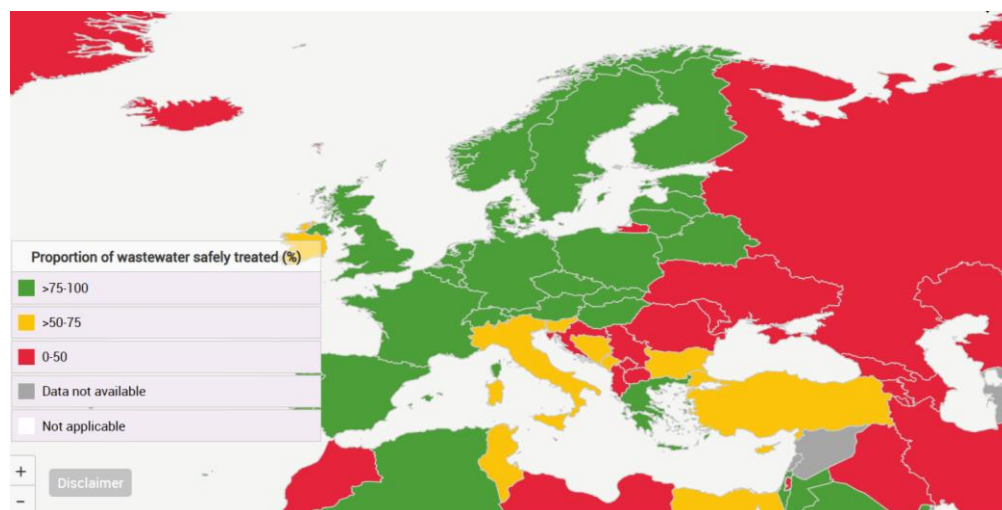 Proportion of wastewater safely treated (%)
>75-100
>50-75
0-50
Data not available
Not applicable
+
Disclaimer
−